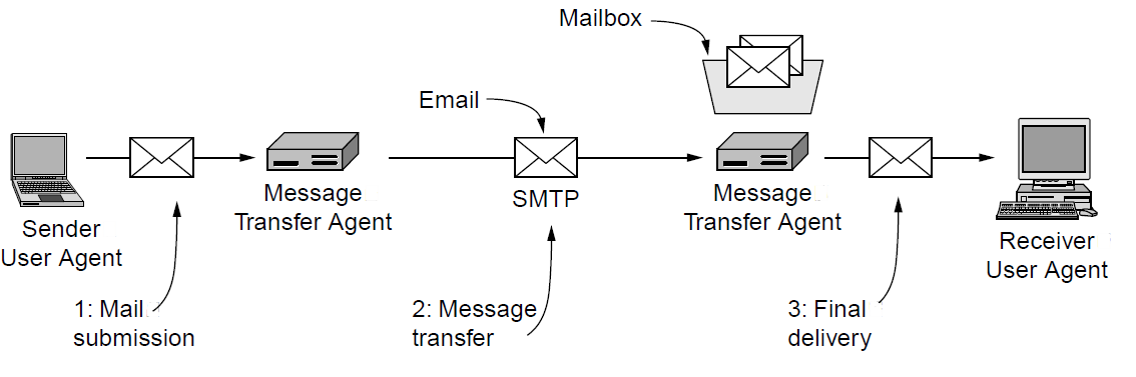 Mailbox
Email
SMTP
Message
Transfer Agent
Message
Transfer Agent
Sender
User Agent
Receiver
User Agent
1: Mail
submission
2: Message
transfer
3: Final
delivery